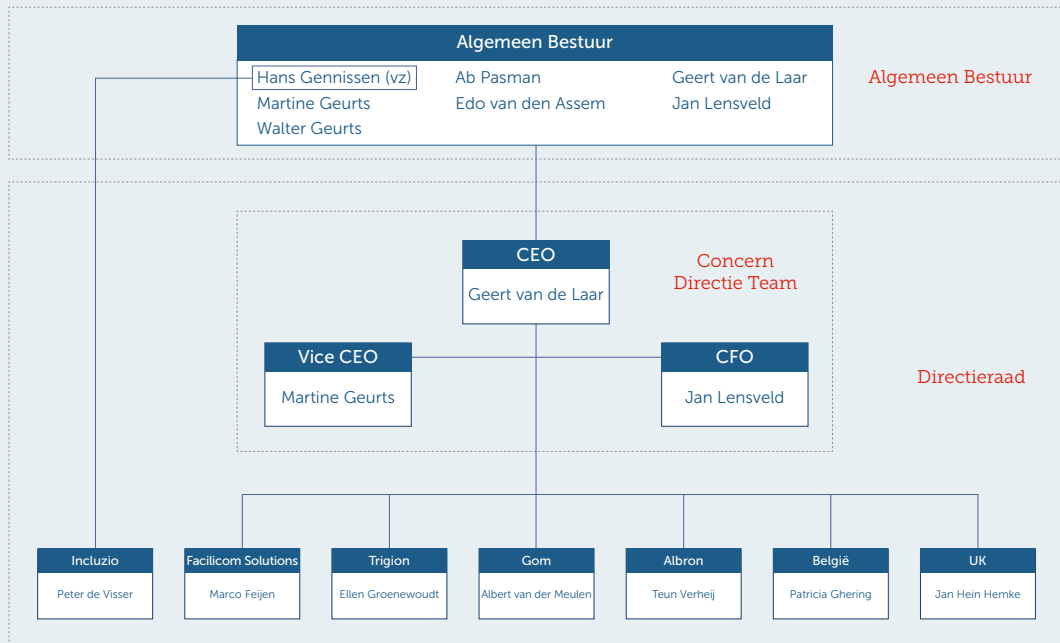 Algemeen Bestuur
Hans Gennissen (vz)
Ab Pasman
Geert van de Laar
Martine Geurts
Edo van den Assem
Jan Lensveld
Walter Geurts
Algemeen Bestuur
CEO
Geert van de Laar
Concern
Directie Team
Vice CEO
Martine Geurts
CFO
Jan Lensveld
Directieraad
Incluzio
Peter de Visser
Facilicom Solutions
Marco Feijen
Trigion
Ellen Groenewoudt
Gom
Albert van der Meulen
Albron
Teun Verheij
België
Patricia Ghering
UK
Jan Hein Hemke